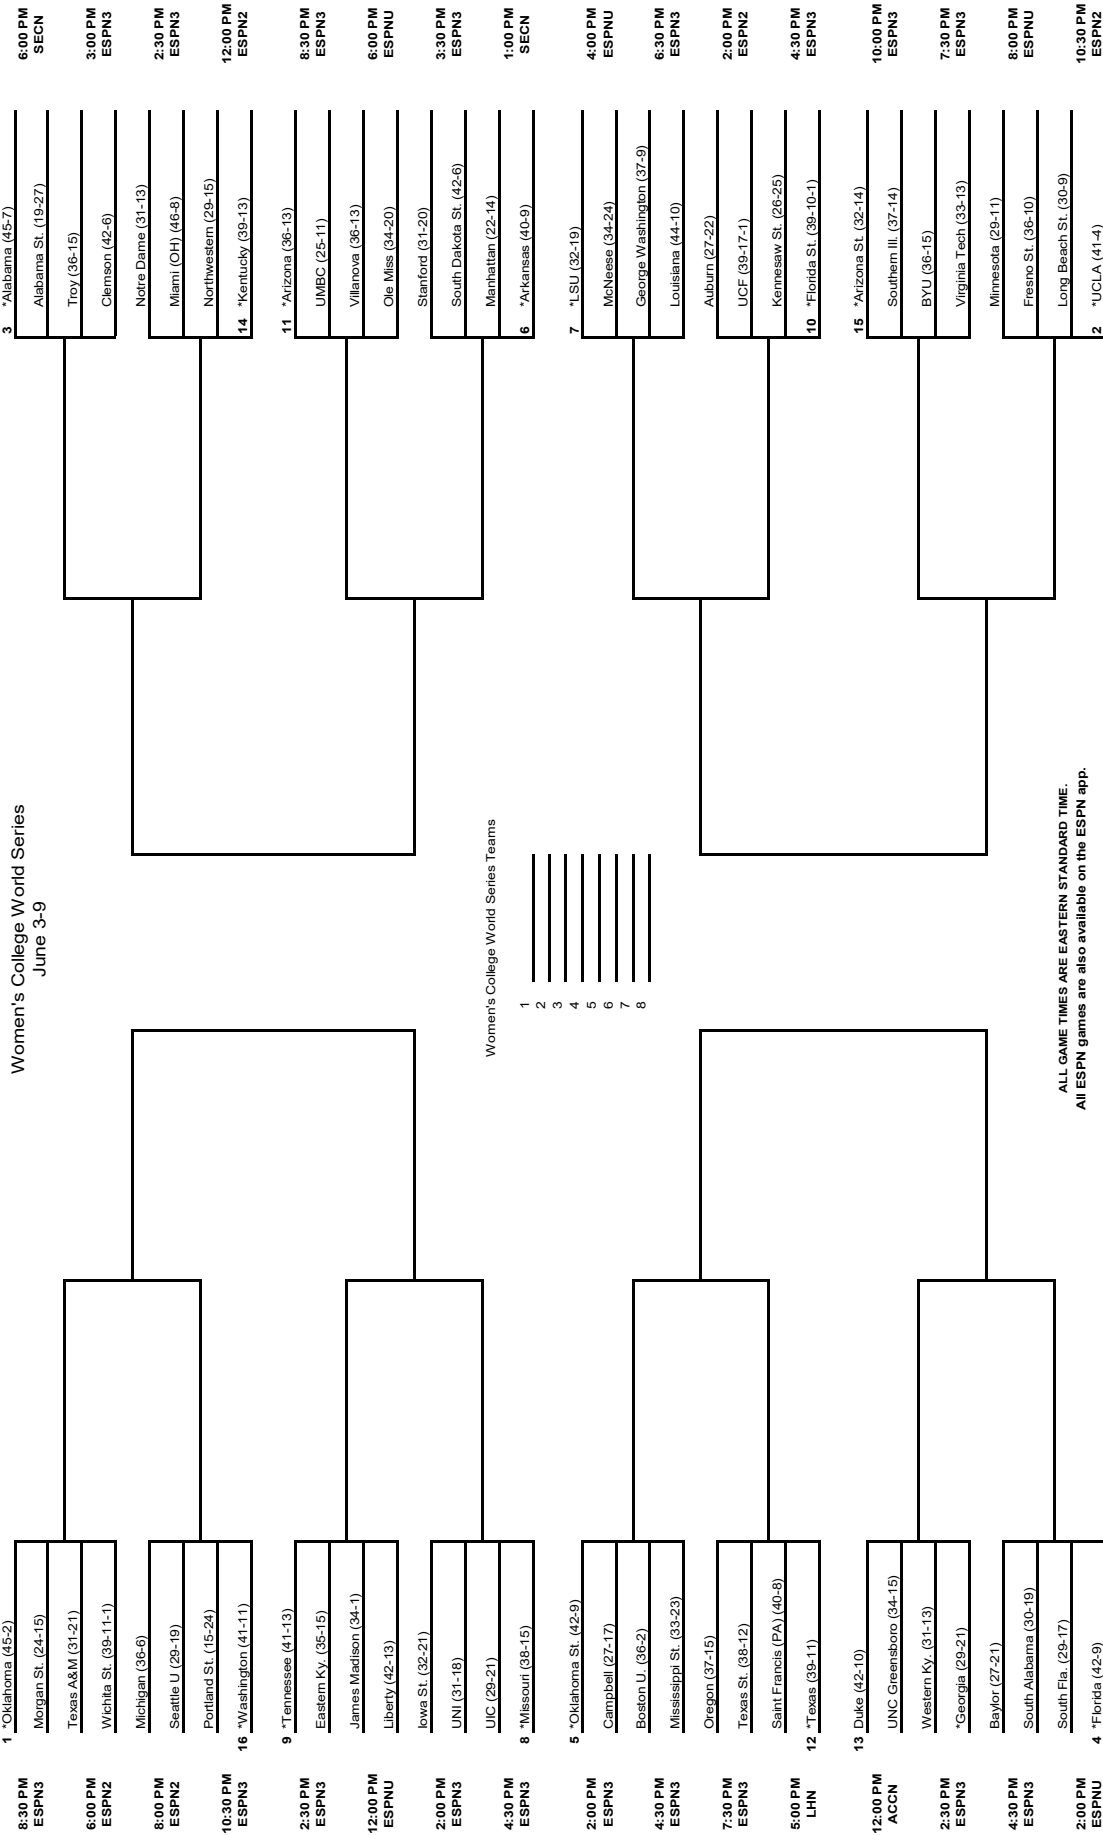 Women's College World Series
June 3-9
8:30 PM
ESPN3
1 *Oklahoma (45-2)
Morgan St. (24-15)
6:00 PM
ESPN2
Texas A&M (31-21)
Wichita St. (39-11-1)
8:00 PM
ESPN2
Michigan (36-6)
Seattle U (29-19)
10:30 PM
ESPN3
Portland St. (15-24)
16 *Washington (41-11)
2:30 PM
ESPN3
9 *Tennessee (41-13)
Eastern Ky. (35-15)
12:00 PM
ESPNU
James Madison (34-1)
Liberty (42-13)
2:00 PM
ESPN3
Iowa St. (32-21)
UNI (31-18)
4:30 PM
ESPN3
UIC (29-21)
8 *Missouri (38-15)
2:00 PM
ESPN3
5 *Oklahoma St. (42-9)
Campbell (27-17)
4:30 PM
ESPN3
Boston U. (36-2)
Mississippi St. (33-23)
7:30 PM
ESPN3
Oregon (37-15)
Texas St. (38-12)
5:00 PM
LHN
Saint Francis (PA) (40-8)
12 *Texas (39-11)
12:00 PM
ACCN
13 Duke (42-10)
UNC Greensboro (34-15)
2:30 PM
ESPN3
Western Ky. (31-13)
*Georgia (29-21)
4:30 PM
ESPN3
Baylor (27-21)
South Alabama (30-19)
2:00 PM
ESPNU
South Fla. (29-17)
4 *Florida (42-9)
Women's College World Series Teams
1
2
3
4
5
6
7
8
3 *Alabama (45-7)
Alabama St. (19-27)
6:00 PM
SECN
Troy (36-15)
Clemson (42-6)
3:00 PM
ESPN3
Notre Dame (31-13)
Miami (OH) (46-8)
2:30 PM
ESPN3
Northwestern (29-15)
14 *Kentucky (39-13)
12:00 PM
ESPN2
11 *Arizona (36-13)
UMBC (25-11)
8:30 PM
ESPN3
Villanova (36-13)
Ole Miss (34-20)
6:00 PM
ESPNU
Stanford (31-20)
South Dakota St. (42-6)
3:30 PM
ESPN3
Manhattan (22-14)
6 *Arkansas (40-9)
1:00 PM
SECN
7 *LSU (32-19)
McNeese (34-24)
4:00 PM
ESPNU
George Washington (37-9)
Louisiana (44-10)
6:30 PM
ESPN3
Auburn (27-22)
UCF (39-17-1)
2:00 PM
ESPN2
Kennesaw St. (26-25)
10 *Florida St. (39-10-1)
4:30 PM
ESPN3
15 *Arizona St. (32-14)
Southern Ill. (37-14)
10:00 PM
ESPN3
BYU (36-15)
Virginia Tech (33-13)
7:30 PM
ESPN3
Minnesota (29-11)
Fresno St. (36-10)
8:00 PM
ESPNU
Long Beach St. (30-9)
2 *UCLA (41-4)
10:30 PM
ESPN2
ALL GAME TIMES ARE EASTERN STANDARD TIME.
All ESPN games are also available on the ESPN app.